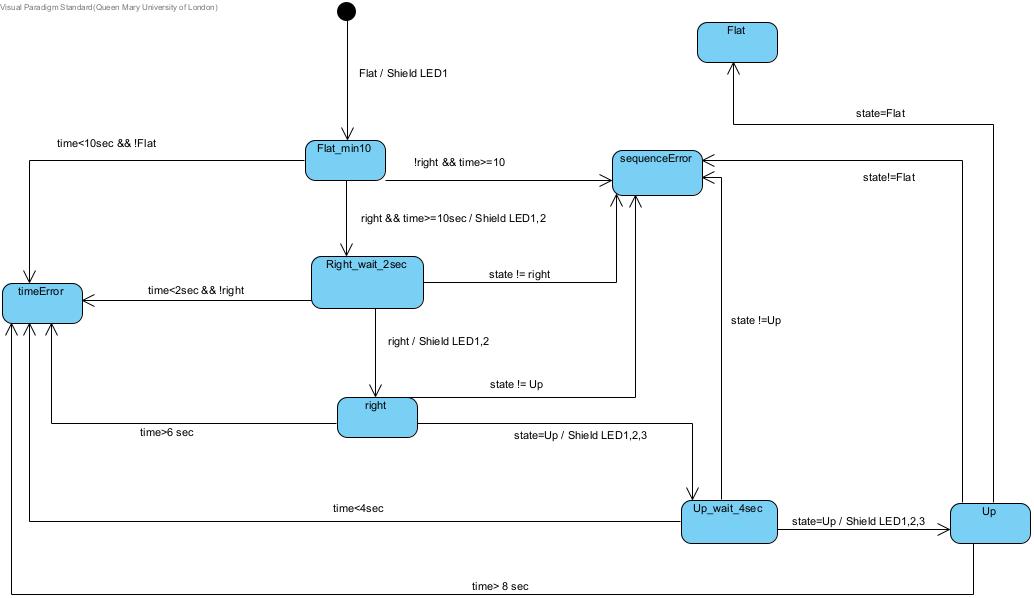 Visual Paradigm Standard(Queen Mary University of London)
Flat
Flat / Shield LED1
state=Flat
time<10sec && !Flat
Flat_min10
!right && time>=10
sequenceError
state!=Flat
right && time>=10sec / Shield LED1,2
Right_wait_2sec
state != right
timeError
time<2sec && !right
state !=Up
right / Shield LED1,2
state != Up
right
time>6 sec
state=Up / Shield LED1,2,3
time<4sec
Up_wait_4sec
state=Up / Shield LED1,2,3
Up
time> 8 sec